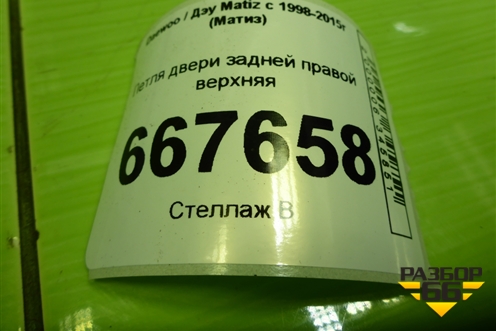 Daewoo / Дэу Matiz с 1998-2015г
(Матиз)
Петля двери задней правой
верхняя
667658
Стеллаж В
РАЗБОР
66